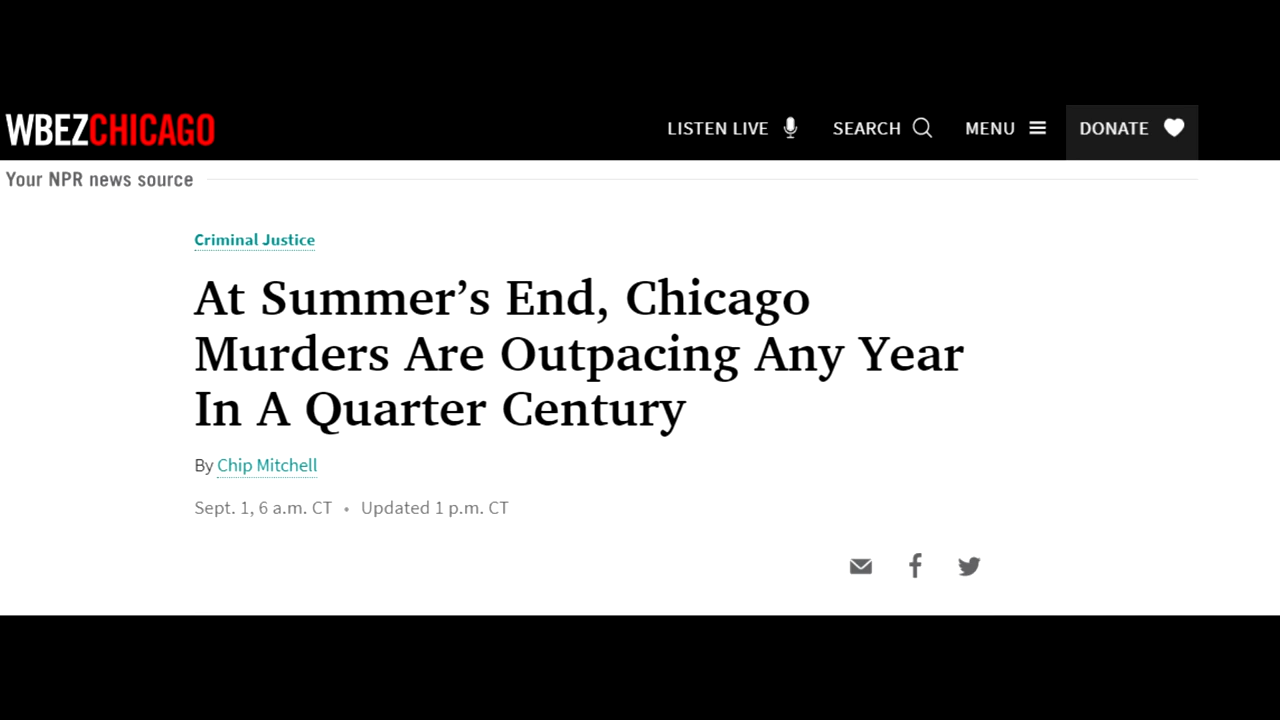 WBEZCHICAGO
LISTEN LIVE SEARCH MENU DONATE
Your NPR news source
Criminal Justice
At Summer’s End, Chicago
Murders Are Outpacing Any Year
In A Quarter Century
By Chip Mitchell
Sept. 1, 6 a.m. CT • Updated 1 p.m. CT